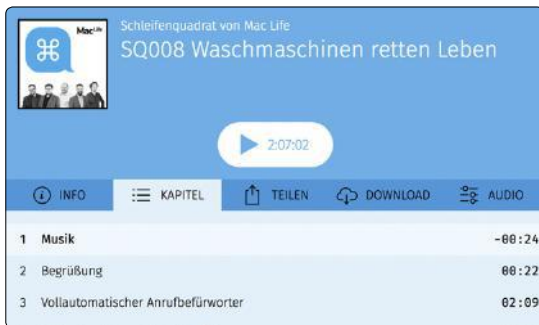 MacLife
Schleifenquadrat von Mac Life
SQ008 Waschmaschinen retten Leben
2:07:02
INFO
KAPITEL
TEILEN
DOWNLOAD
AUDIO
1 Musik -00:24
2 Begrüßung 00:22
3 Vollautomatischer Anrufbefürworter 02:09